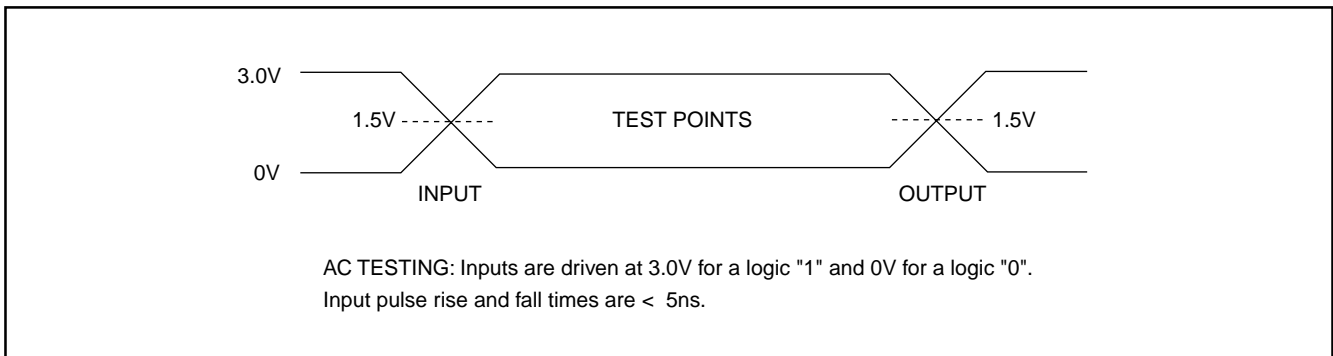 3.0V
1.5V
TEST POINTS
1.5V
0V
INPUT
OUTPUT
AC TESTING: Inputs are driven at 3.0V for a logic "1" and 0V for a logic "0".
Input pulse rise and fall times are < 5ns.